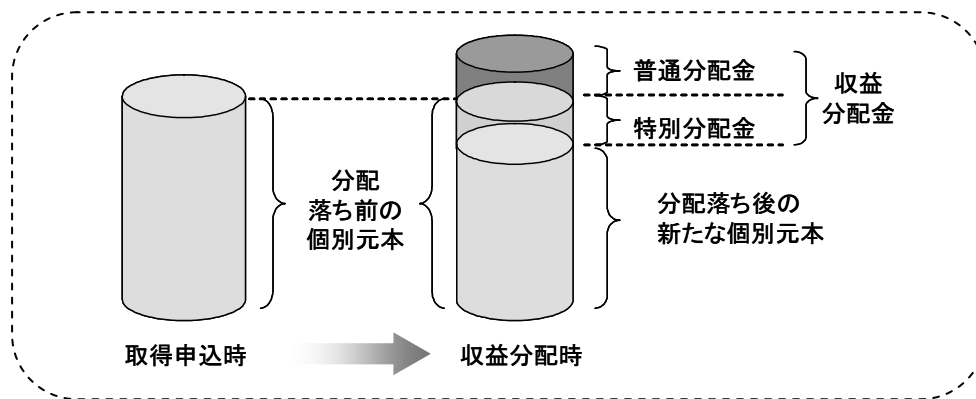 普通分配金
収益
分配金
特別分配金
分配
落ち前の
個別元本
分配落ち後の
新たな個別元本
取得申込時
収益分配時